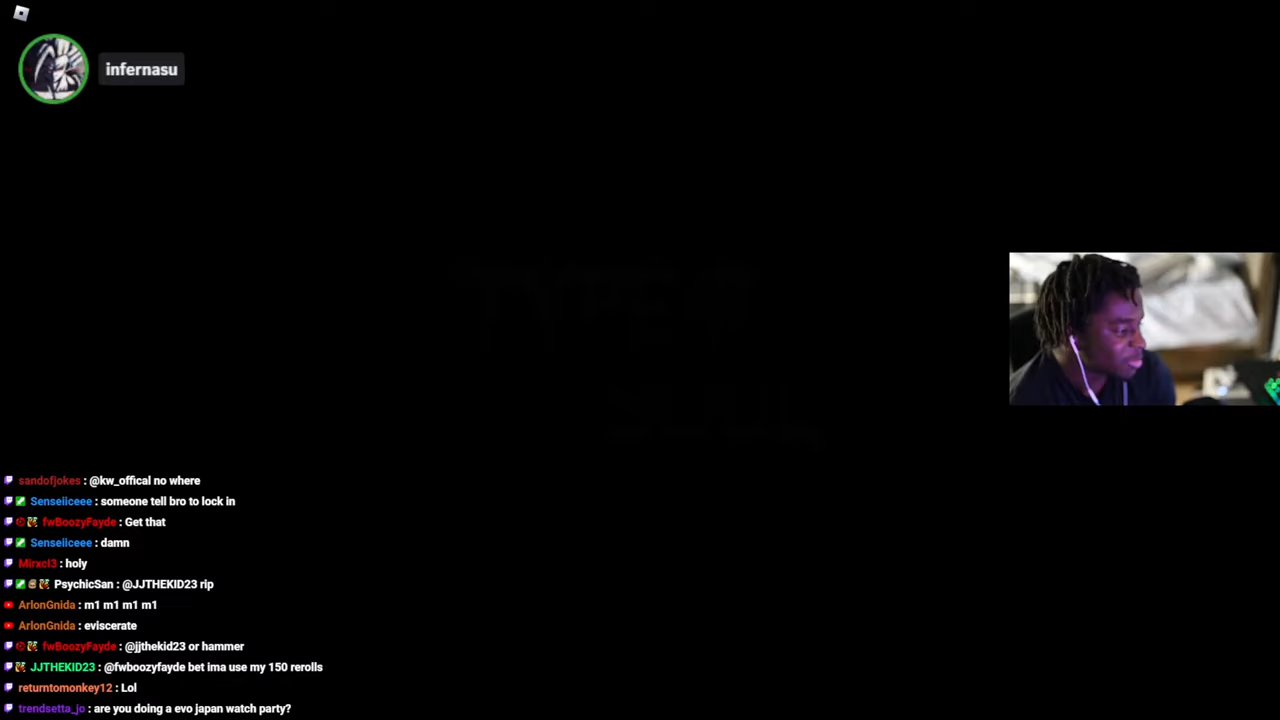 infernasu
sandofjokes : @kw_offical no where
Senseiiceee : someone tell bro to lock in
fwBoozyFayde : Get that
Senseiiceee : damn
Mirxcl3 : holy
PsychicSan : @JJTHEKID23 rip
ArlonGnida : m1 m1 m1 m1
ArlonGnida : eviscerate
fwBoozyFayde : @jjthekid23 or hammer
JJTHEKID23 : @fwboozyfayde bet ima use my 150 rerolls
returntomonkey12 : Lol
trendsetta_jo : are you doing a evo japan watch party?